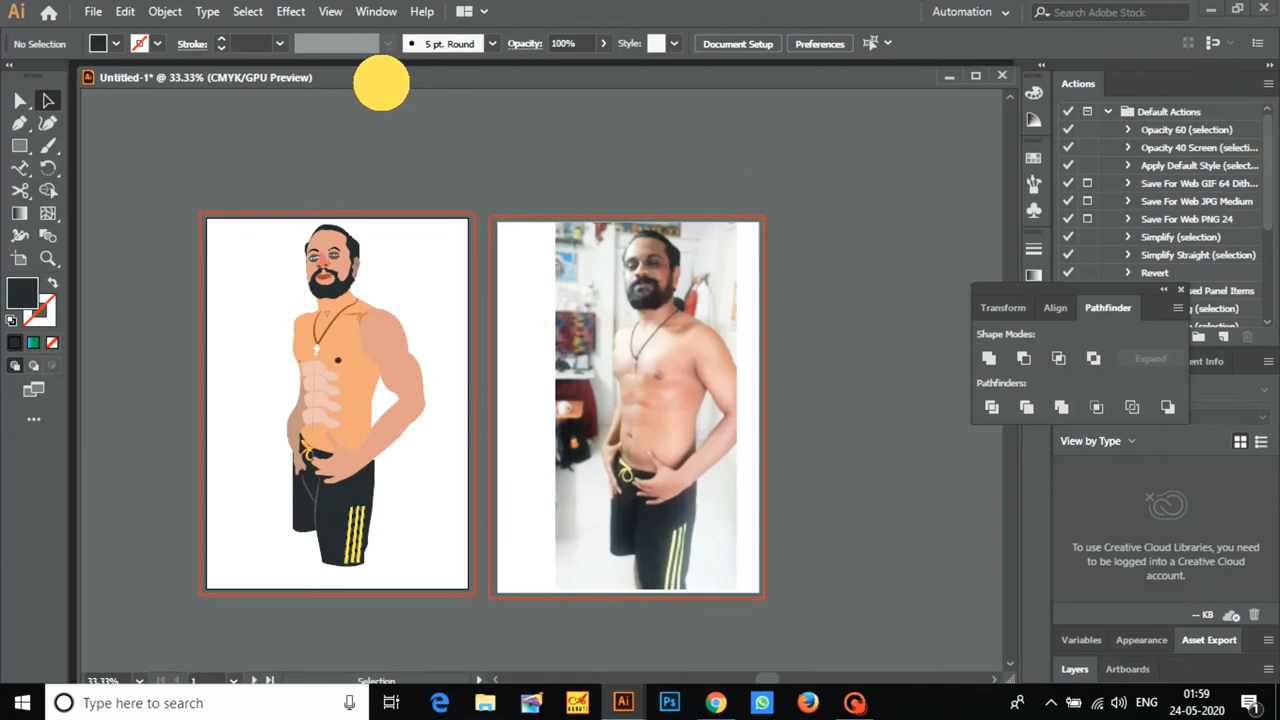 Ai File Edit Object Type Select Effect View Window Help Automation Search Adobe Stock
No Selection Stroke: 5 pt. Round Opacity: 100% Style: Document Setup Preferences
Untitled-1* @ 33.33% (CMYK/GPU Preview)
Actions
Default Actions
Opacity 60 (selection)
Opacity 40 Screen (selecti...
Apply Default Style (select...
Save For Web GIF 64 Dith...
Save For Web JPG Medium
Save For Web PNG 24
Simplify (selection)
Simplify Straight (selection)
Revert
Transform Align Pathfinder
Shape Modes:
Expand
Pathfinders:
View by Type
To use Creative Cloud Libraries, you need to be logged in to Creative Cloud account.
-- KB
Variables Appearance Asset Export
Layers Artboards
33.33% 1 Selection
Type here to search
Ai Ps
ENG
01:59
24-05-2020